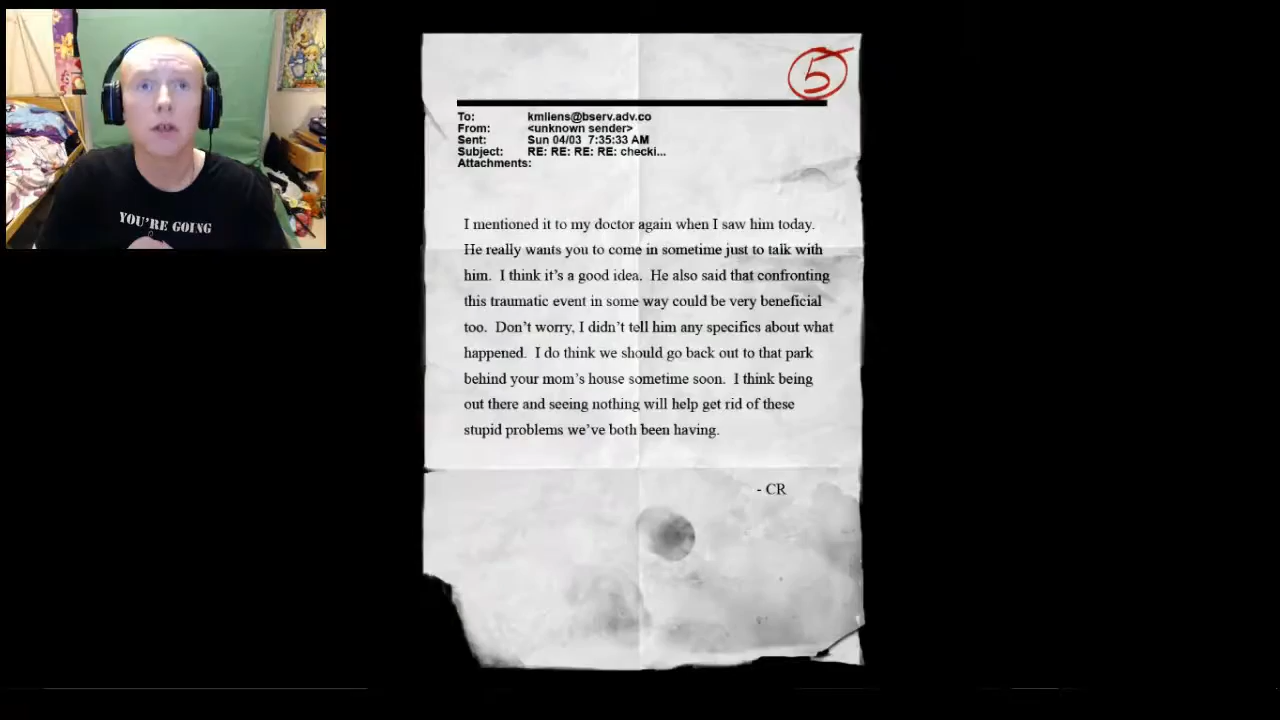 YOU'RE GOING
5
To: kmliens@bserv.adv.co
From: <unknown sender>
Sent: Sun 04/03 7:35:33 AM
Subject: RE: RE: RE: RE: checki...
Attachments:
I mentioned it to my doctor again when I saw him today.
He really wants you to come in sometime just to talk with
him. I think it's a good idea. He also said that confronting
this traumatic event in some way could be very beneficial
too. Don't worry, I didn't tell him any specifics about what
happened. I do think we should go back out to that park
behind your mom's house sometime soon. I think being
out there and seeing nothing will help get rid of these
stupid problems we've both been having.
- CR